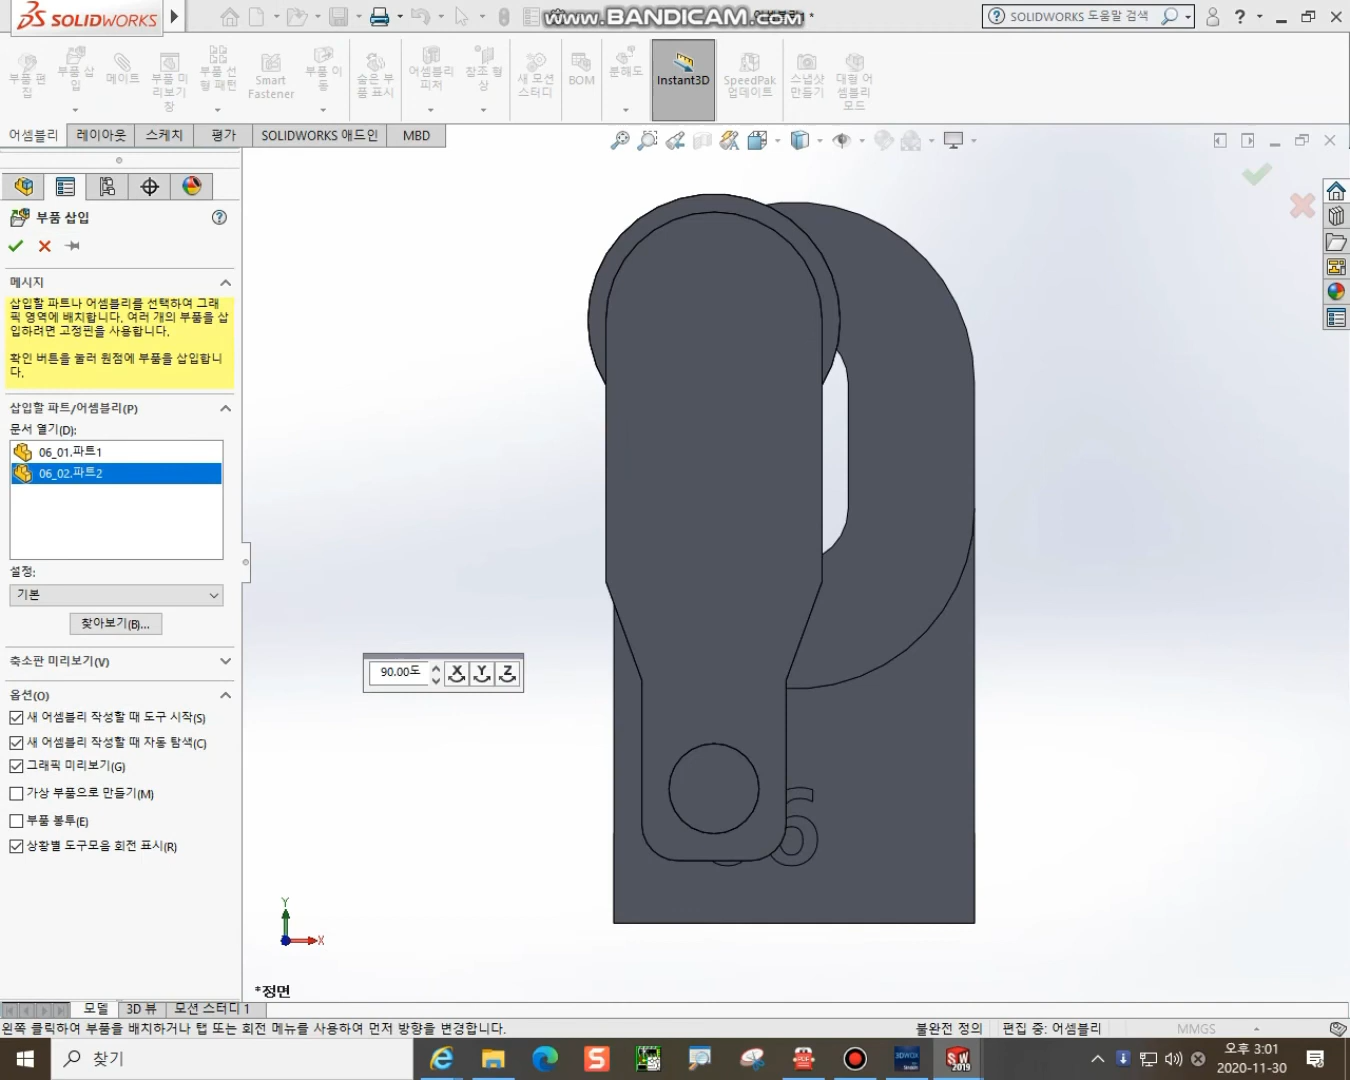 SOLIDWORKS
www.BANDICAM.com
*
SOLIDWORKS 도움말 검색
?
부품 편집
부품 삽입
메이트
부품 미리보기 창
부품 선형 패턴
Smart Fastener
부품 이동
숨은 부품 표시
어셈블리 피처
참조 형상
새 모션 스터디
BOM
분해도
Instant3D
SpeedPak 업데이트
스냅샷 만들기
대형 어셈블리 모드
어셈블리
레이아웃
스케치
평가
SOLIDWORKS 애드인
MBD
부품 삽입
메시지
삽입할 파트나 어셈블리를 선택하여 그래
픽 영역에 배치합니다. 여러 개의 부품을 삽
입하려면 고정핀을 사용합니다.
확인 버튼을 눌러 원점에 부품을 삽입합니
다.
삽입할 파트/어셈블리(P)
문서 열기(D):
06_01.파트1
06_02.파트2
설정:
기본
찾아보기(B)...
축소판 미리보기(V)
옵션(O)
새 어셈블리 작성할 때 도구 시작(S)
새 어셈블리 작성할 때 자동 탐색(C)
그래픽 미리보기(G)
가상 부품으로 만들기(M)
부품 봉투(E)
상황별 도구모음 회전 표시(R)
90.00도
X Y Z
6
Y
X
*정면
모델
3D 뷰
모션 스터디 1
왼쪽 클릭하여 부품을 배치하거나 탭 또는 회전 메뉴를 사용하여 먼저 방향을 변경합니다.
불완전 정의
편집 중: 어셈블리
MMGS
찾기
오후 3:01
2020-11-30